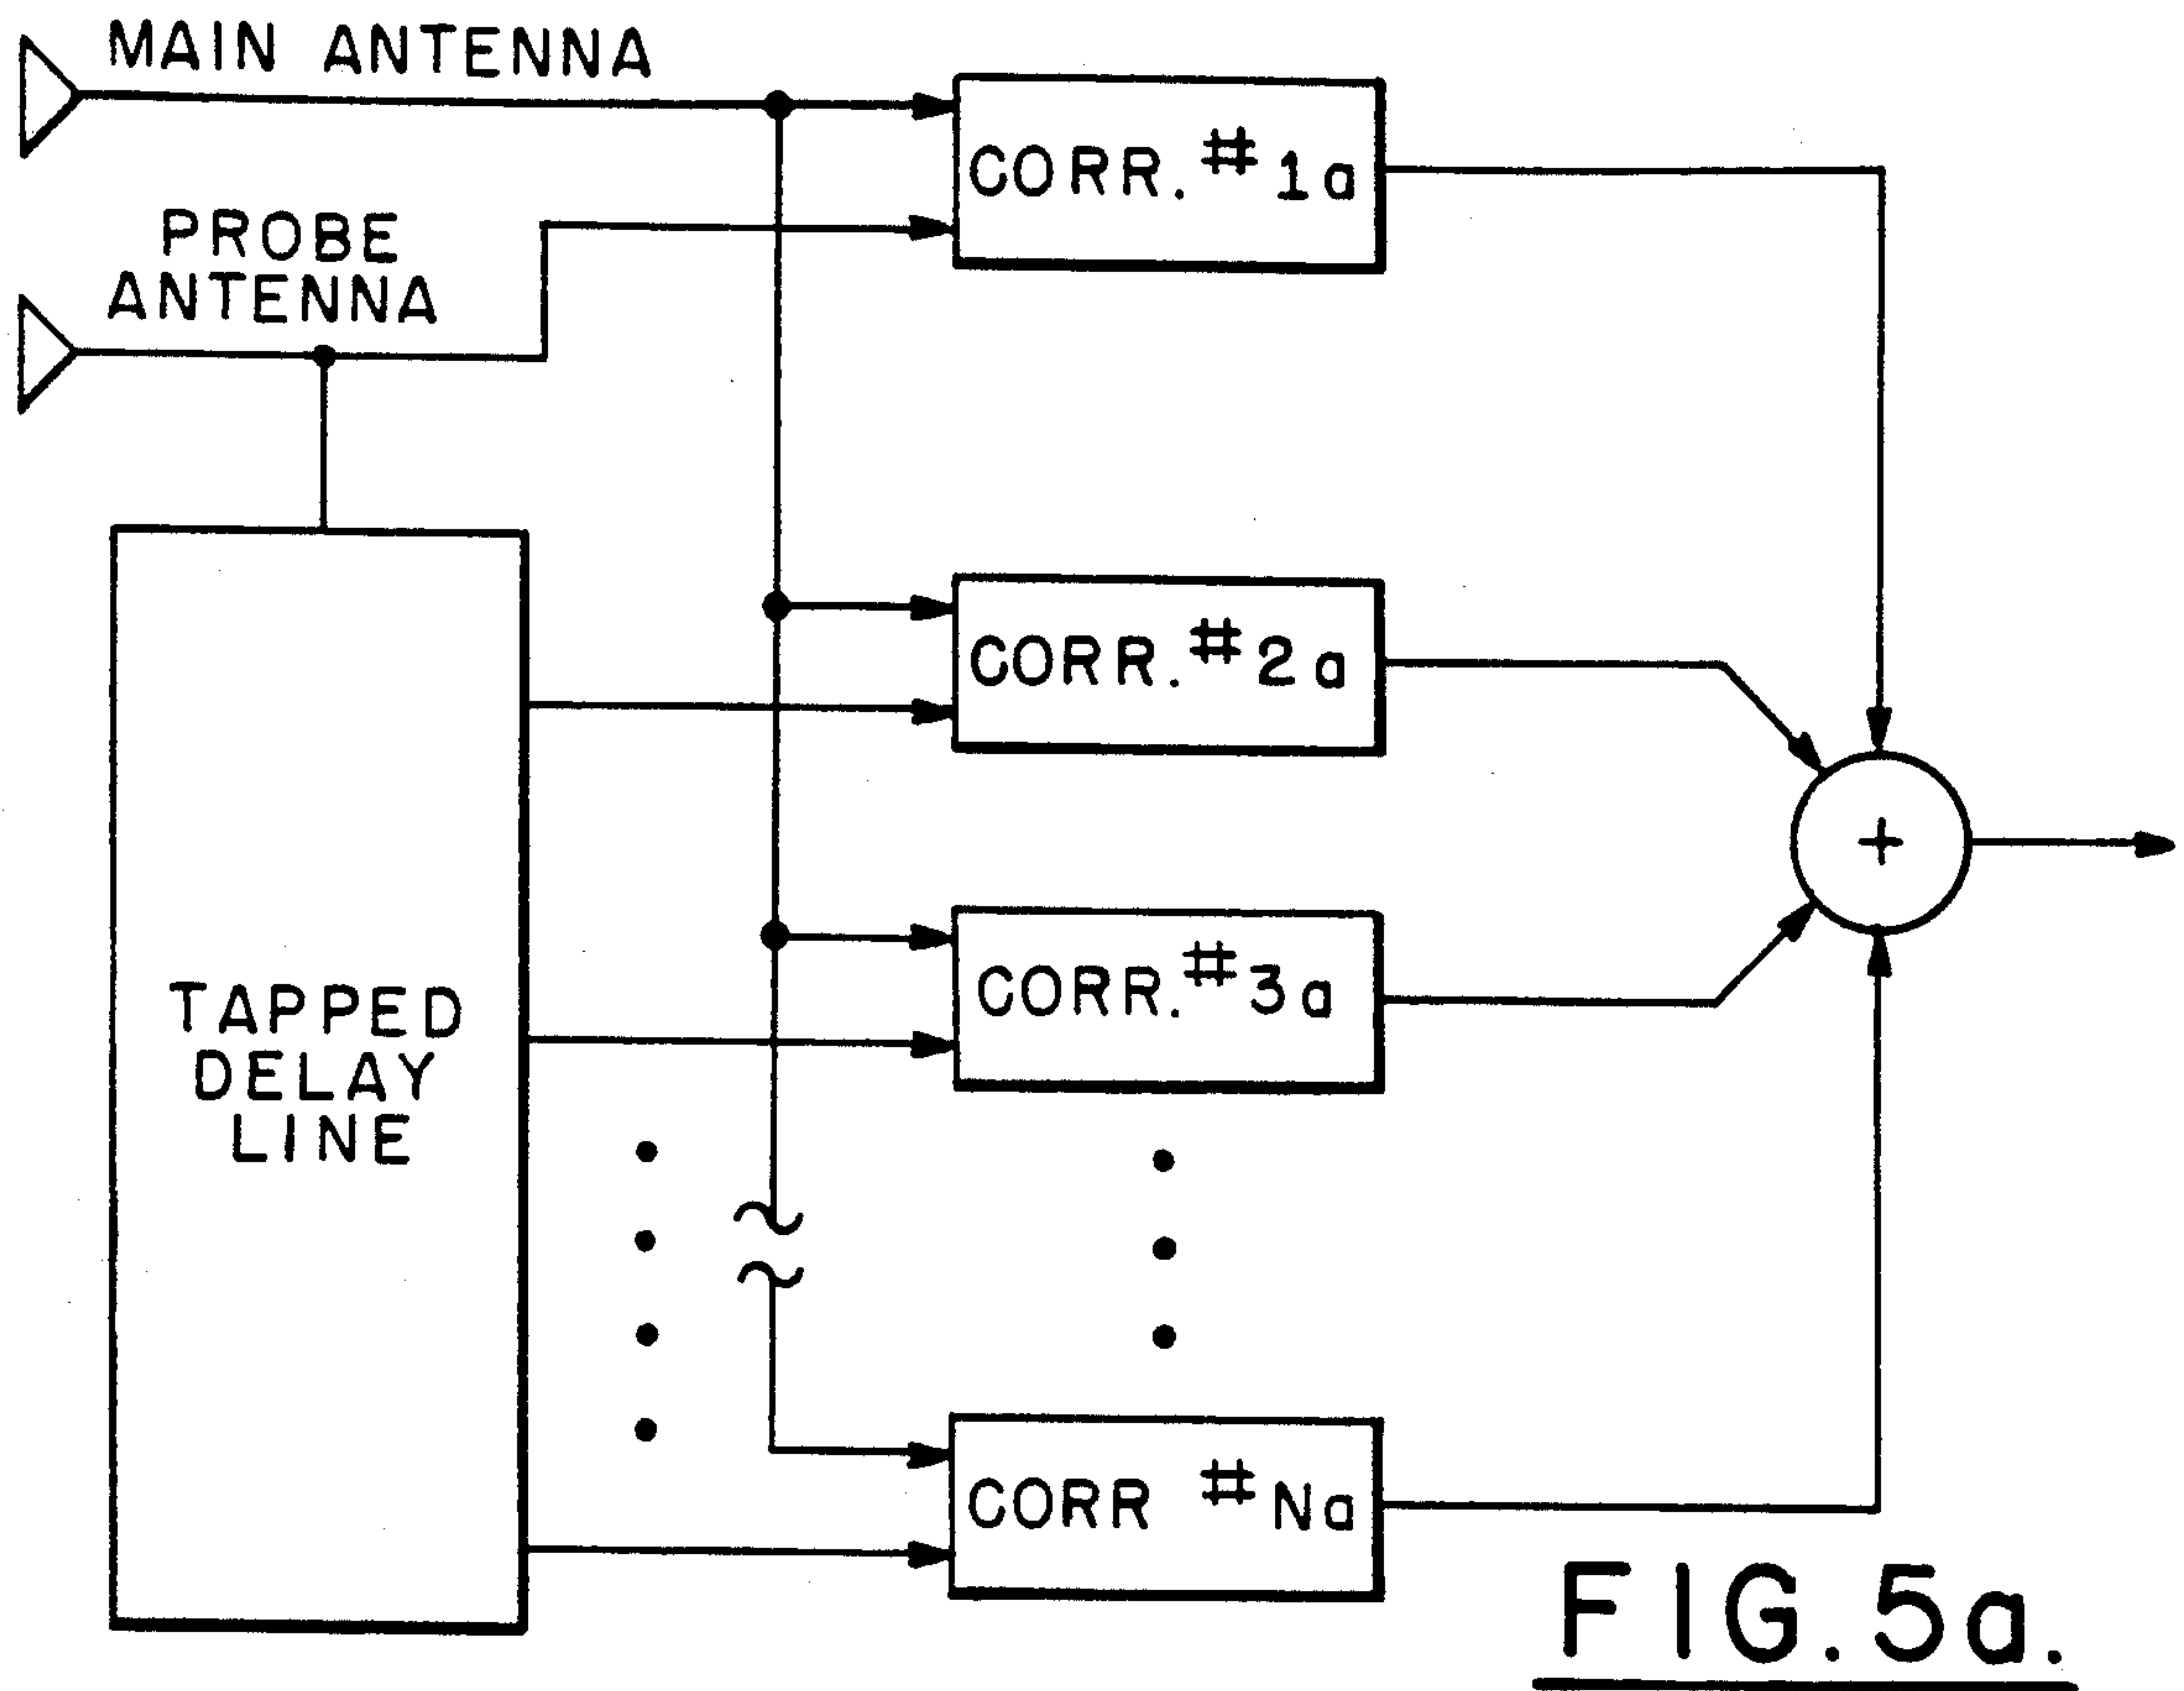 MAIN ANTENNA
CORR. #1a
PROBE
ANTENNA
CORR. #2a
+
CORR. #3a
TAPPED
DELAY
LINE
CORR #Na
FIG. 5a.